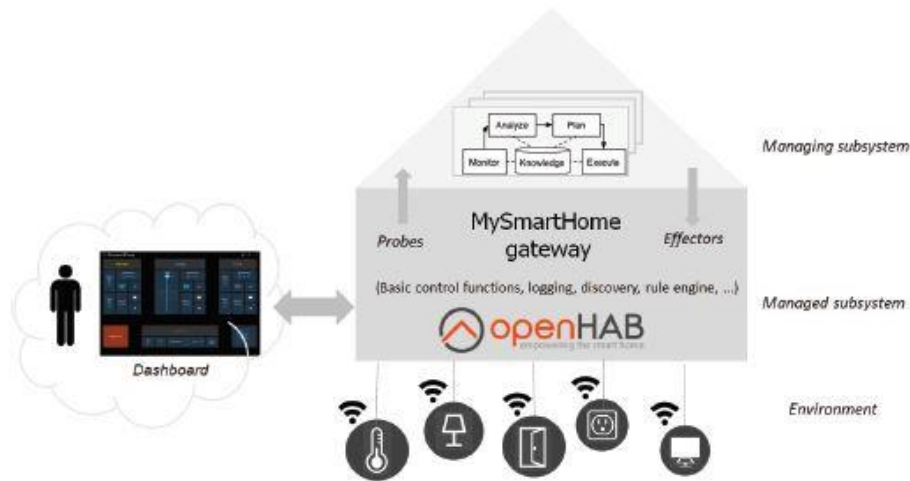 Analyze
Plan
Monitor
Knowledge
Execute
Managing subsystem
Probes
MySmartHome
gateway
Effectors
(Basic control functions, logging, discovery, rule engine, ...)
Managed subsystem
openHAB
empowering the smart home
Dashboard
Environment